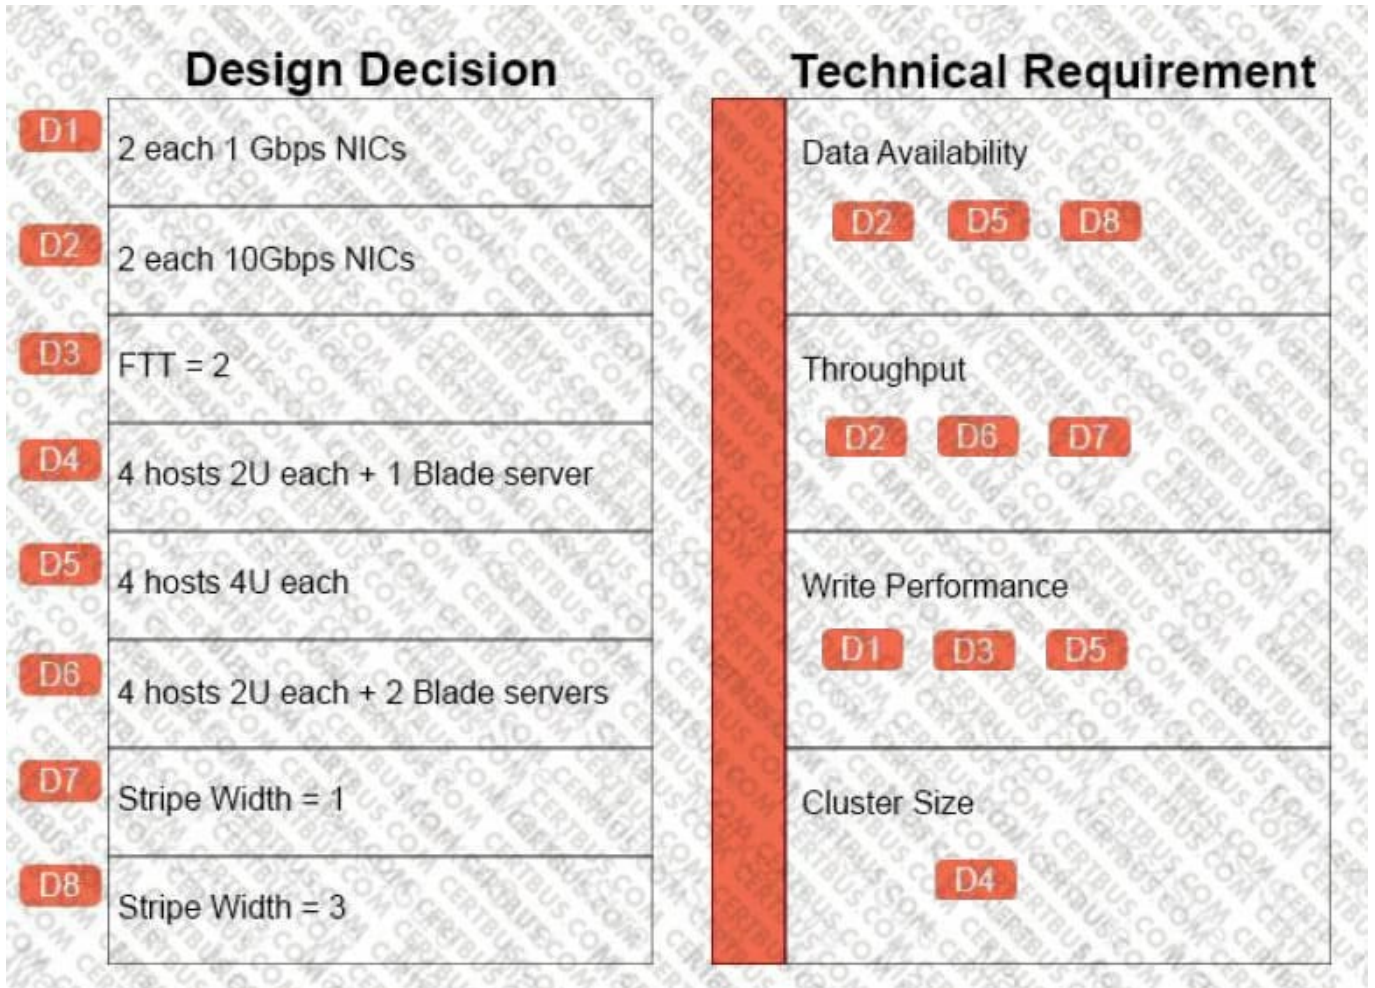 Design Decision
D1 2 each 1 Gbps NICs
D2 2 each 10Gbps NICs
D3 FTT = 2
D4 4 hosts 2U each + 1 Blade server
D5 4 hosts 4U each
D6 4 hosts 2U each + 2 Blade servers
D7 Stripe Width = 1
D8 Stripe Width = 3
Technical Requirement
Data Availability
D2 D5 D8
Throughput
D2 D6 D7
Write Performance
D1 D3 D5
Cluster Size
D4